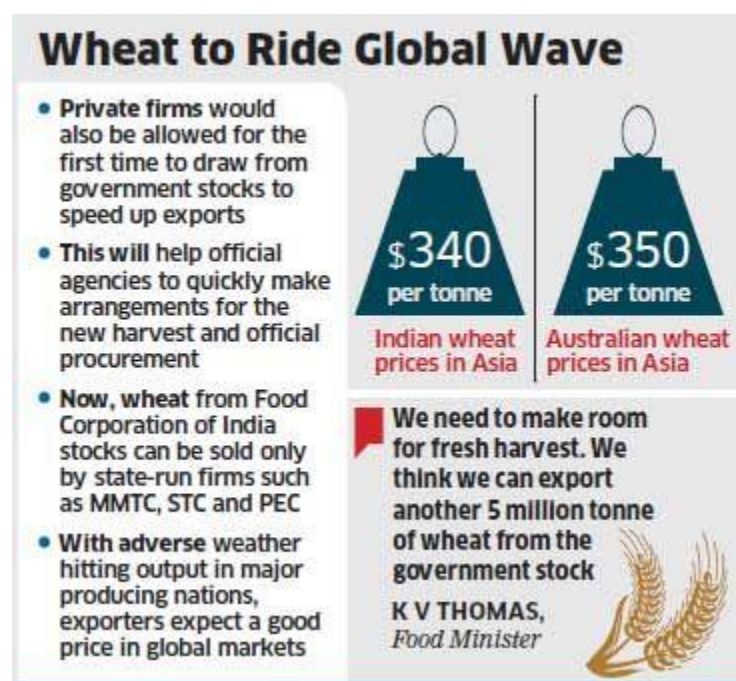 Wheat to Ride Global Wave
• Private firms would
also be allowed for the
first time to draw from
government stocks to
speed up exports
• This will help official
agencies to quickly make
arrangements for the
new harvest and official
procurement
• Now, wheat from Food
Corporation of India
stocks can be sold only
by state-run firms such
as MMTC, STC and PEC
• With adverse weather
hitting output in major
producing nations,
exporters expect a good
price in global markets
$340
per tonne
Indian wheat
prices in Asia
$350
per tonne
Australian wheat
prices in Asia
We need to make room
for fresh harvest. We
think we can export
another 5 million tonne
of wheat from the
government stock
K V THOMAS,
Food Minister